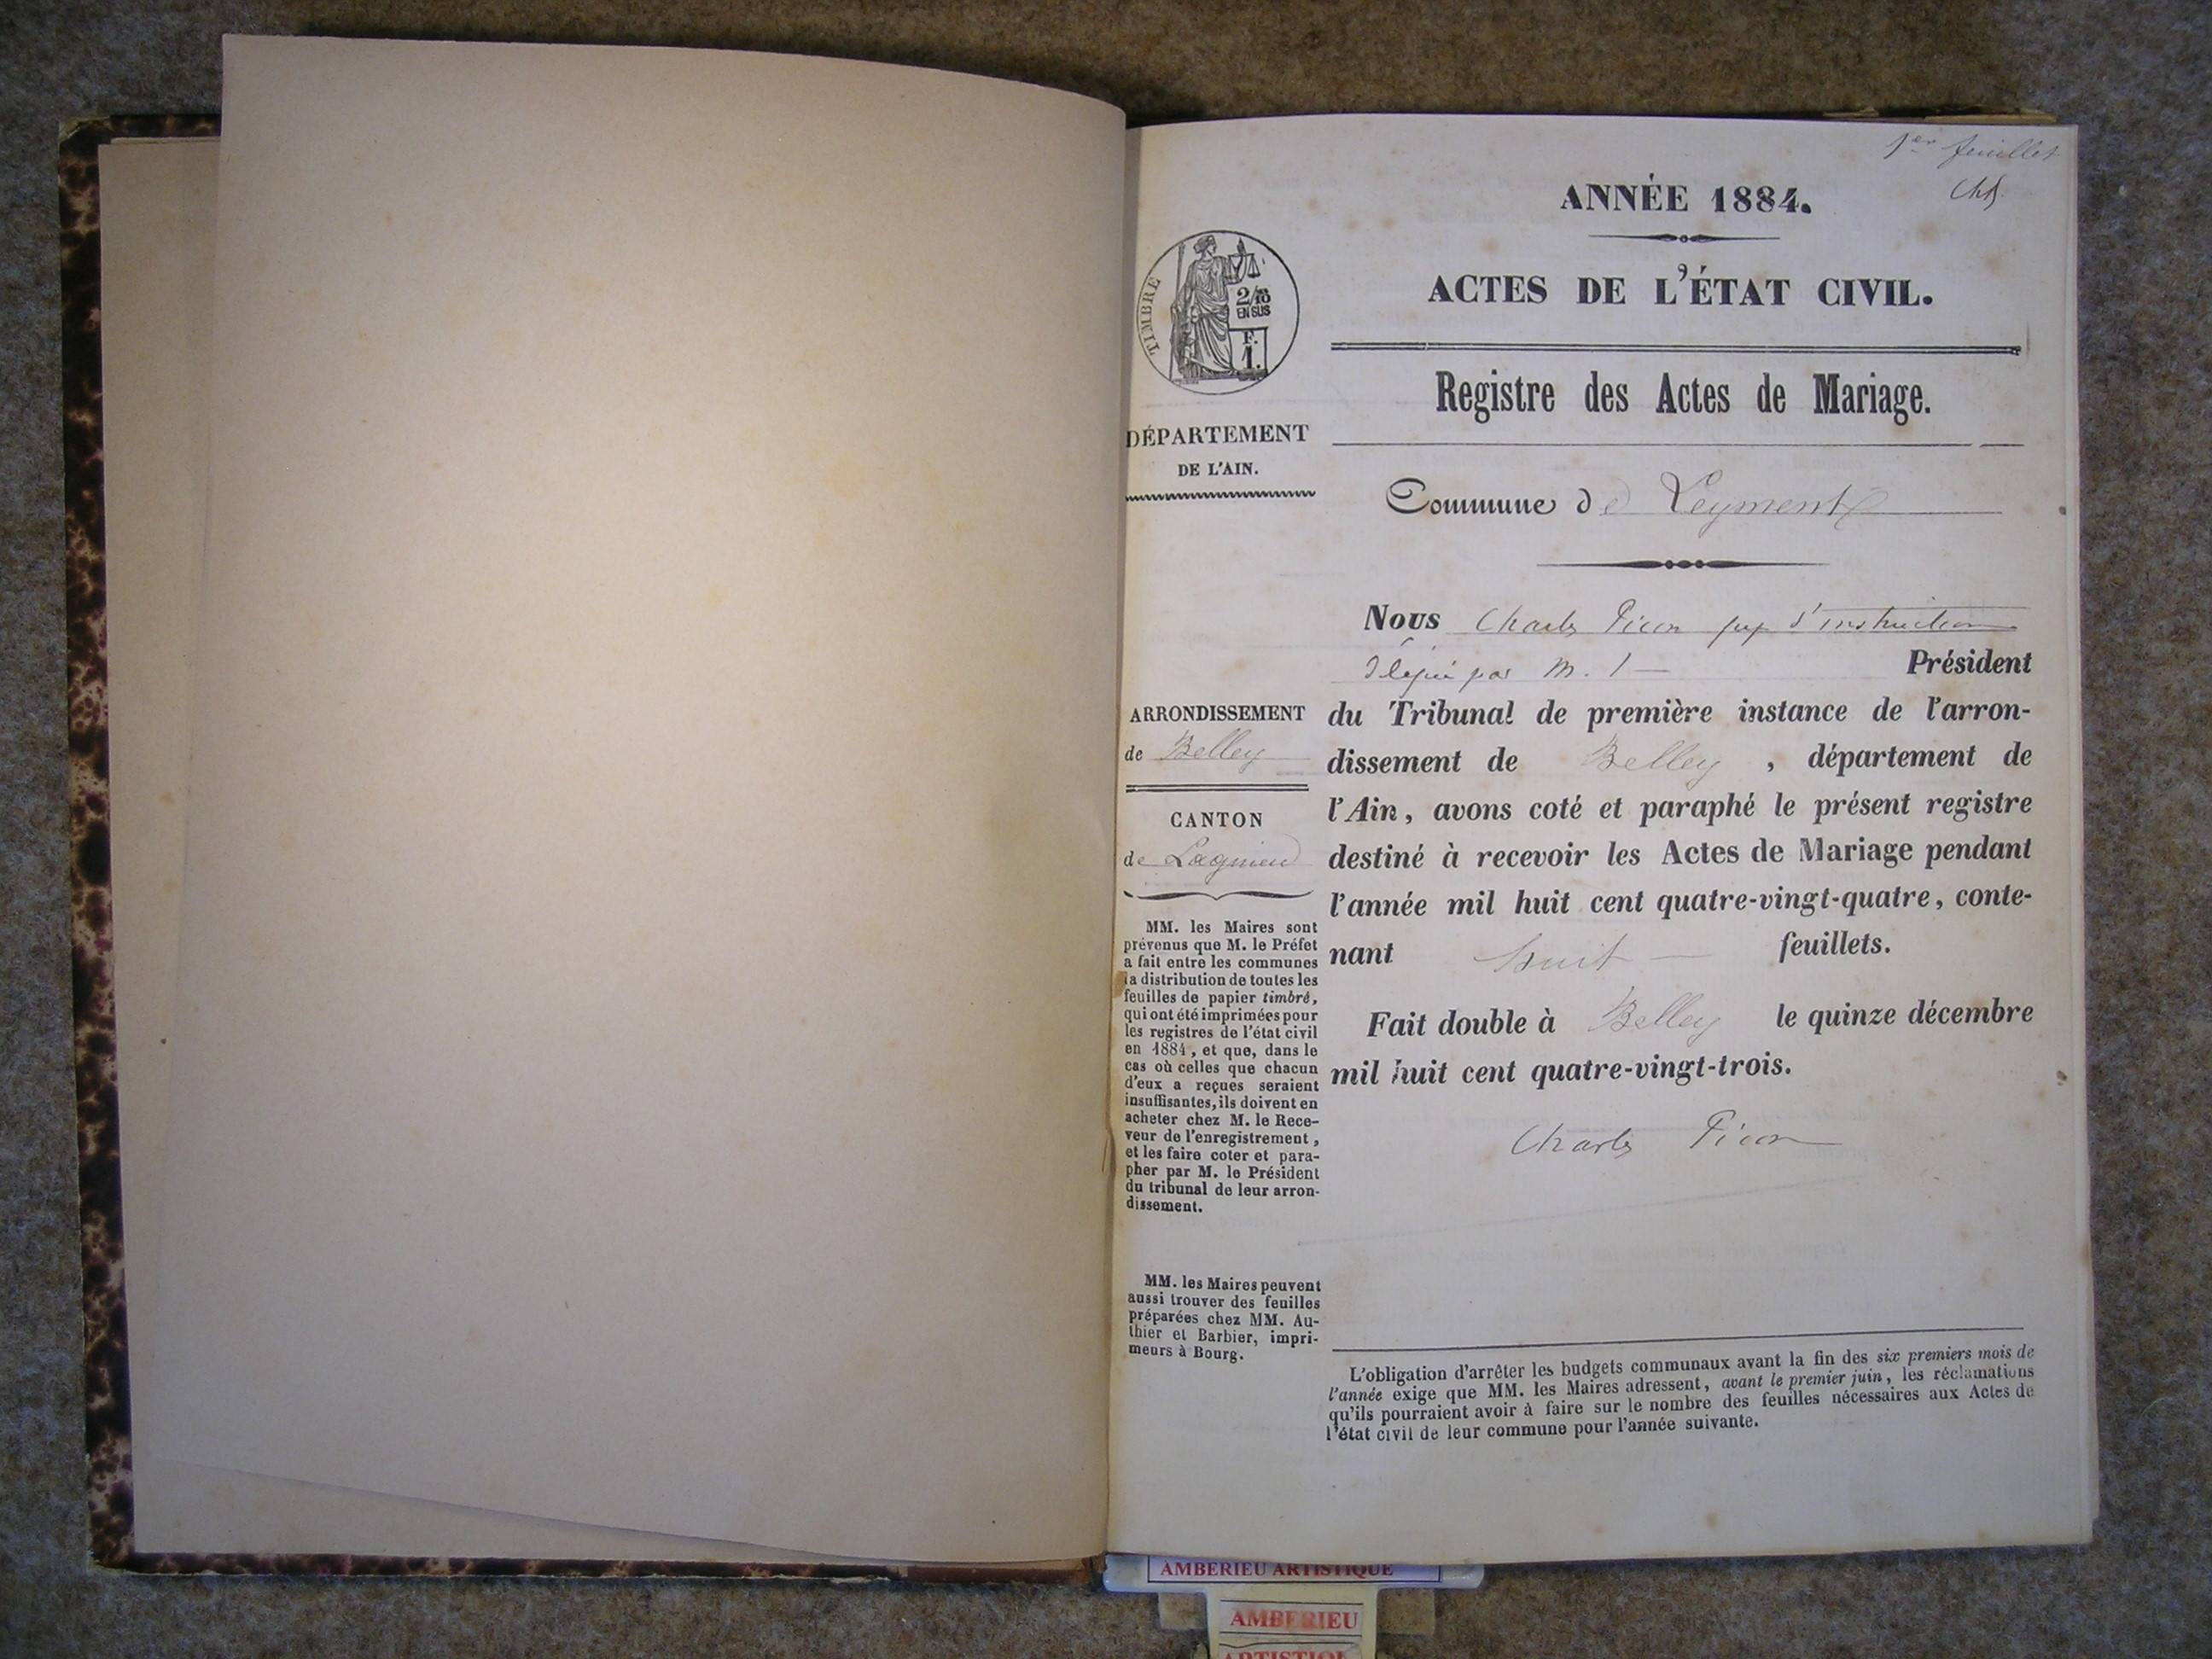 1er feuillet
ANNÉE 1884.
ACTES DE L'ÉTAT CIVIL.
Registre des Actes de Mariage.
TIMBRE
2/10
EN SUS
F.
1.
DÉPARTEMENT
DE L'AIN.
ARRONDISSEMENT
de Belley
CANTON
de Lagnieu
MM. les Maires sont
prévenus que M. le Préfet
a fait entre les communes
la distribution de toutes les
feuilles de papier timbré,
qui ont été imprimées pour
les registres de l'état civil
en 1884, et que, dans le
cas où celles que chacun
d'eux a reçues seraient
insuffisantes, ils doivent en
acheter chez M. le Rece-
veur de l'enregistrement,
et les faire coter et para-
pher par M. le Président
du tribunal de leur arron-
dissement.
MM. les Maires peuvent
aussi trouver des feuilles
préparées chez MM. Au-
thier et Barbier, impri-
meurs à Bourg.
Commune de Leyment
Nous Charles Picon juge d'instruction
délégué par M. l Président
du Tribunal de première instance de l'arron-
dissement de Belley, département de
l'Ain, avons coté et paraphé le présent registre
destiné à recevoir les Actes de Mariage pendant
l'année mil huit cent quatre-vingt-quatre, conte-
nant huit feuillets.
Fait double à Belley le quinze décembre
mil huit cent quatre-vingt-trois.
Charles Picon
L'obligation d'arrêter les budgets communaux avant la fin des six premiers mois de
l'année exige que MM. les Maires adressent, avant le premier juin, les réclamations
qu'ils pourraient avoir à faire sur le nombre des feuilles nécessaires aux Actes de
l'état civil de leur commune pour l'année suivante.
AMBERIEU ARTISTIQUE
AMBERIEU